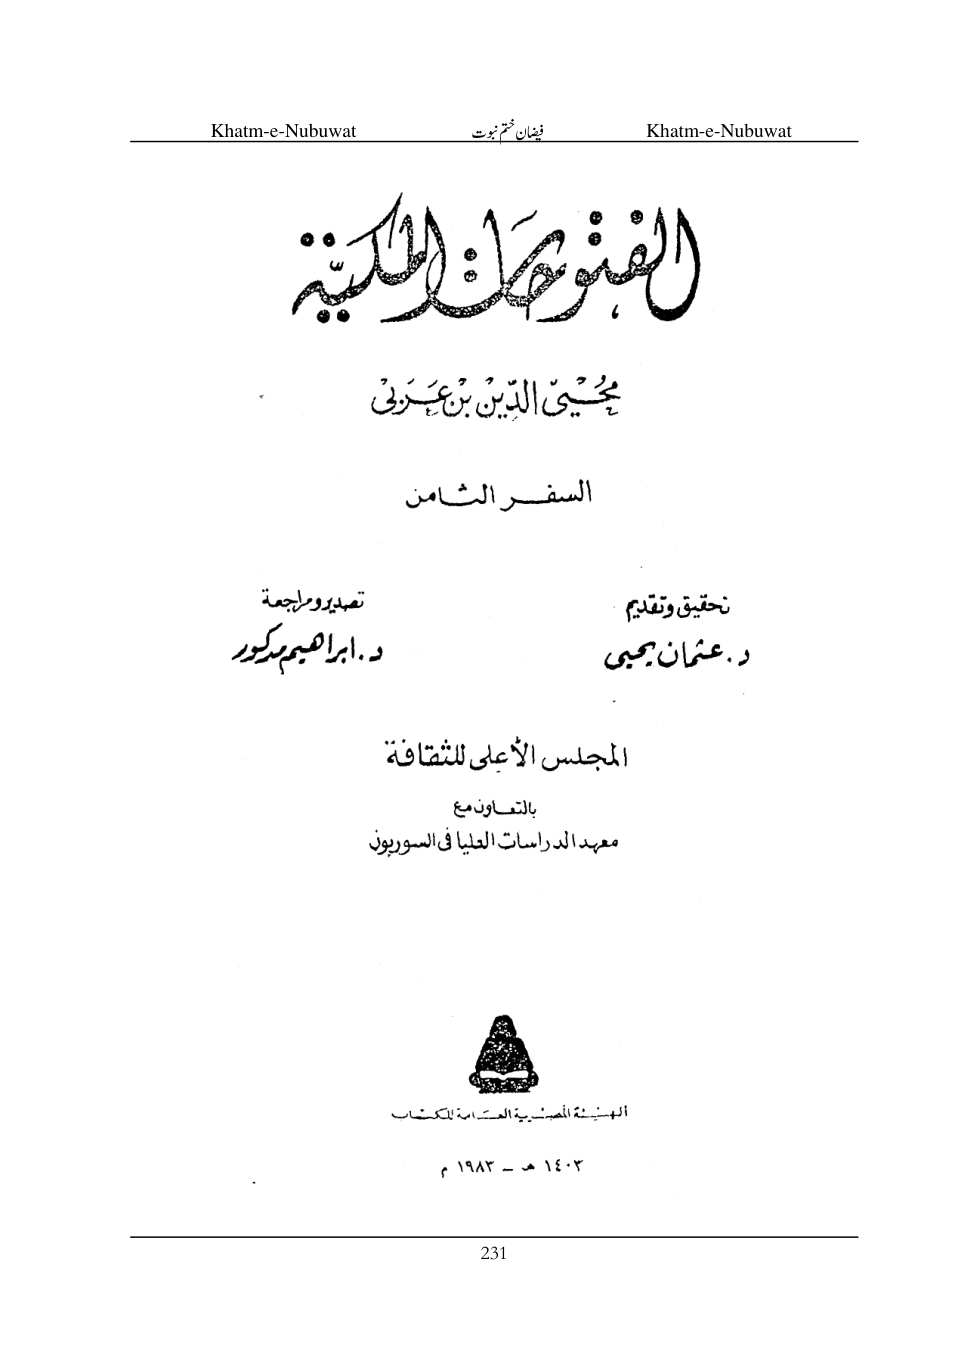 Khatm-e-Nubuwat فیضان ختم نبوت Khatm-e-Nubuwat
الفتوحات المكية
محيي الدين بن عربي
السفر الثامن
تحقيق وتقديم
د. عثمان يحيى
تصدير ومراجعة
د. ابراهيم مدكور
المجلس الأعلى للثقافة
بالتعاون مع
معهد الدراسات العليا في السوربون
الهيئة المصرية العامة للكتاب
١٤٠٣ هـ – ١٩٨٣ م
231